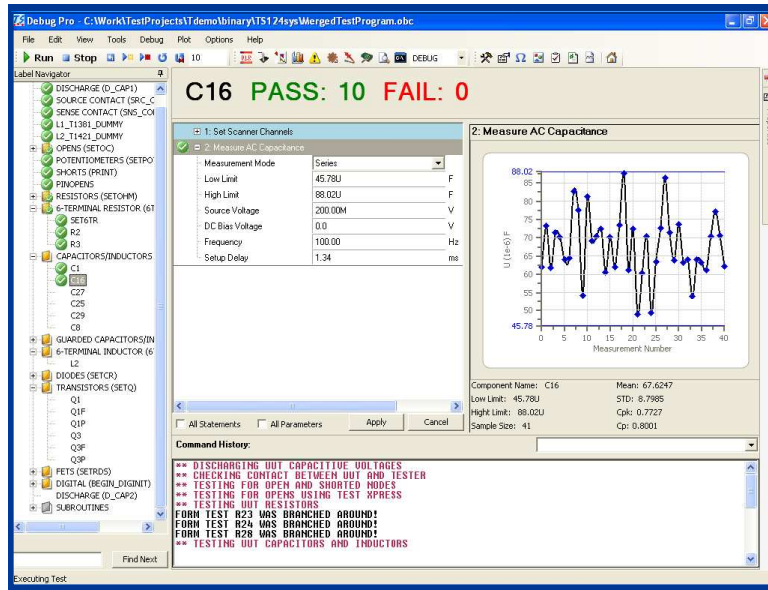 Debug Pro - C:\Work\TestProjects\Tdemo\binary\TS124sys\MergedTestProgram.obc
File Edit View Tools Debug Plot Options Help
Run Stop 10 DEBUG
Label Navigator
DISCHARGE (D_CAP1)
SOURCE CONTACT (SRC_C
SENSE CONTACT (SNS_CO
L1_T1381_DUMMY
L2_T1421_DUMMY
OPENS (SETOC)
POTENTIOMETERS (SETPO
SHORTS (PRINT)
PINOPENS
RESISTORS (SETOHM)
6-TERMINAL RESISTOR (6T
SET6TR
R2
R3
CAPACITORS/INDUCTORS
C1
C16
C27
C25
C29
C8
GUARDED CAPACITORS/IN
6-TERMINAL INDUCTOR (6
L2
DIODES (SETCR)
TRANSISTORS (SETQ)
Q1
Q1F
Q1P
Q3
Q3F
Q3P
FETS (SETRDS)
DIGITAL (BEGIN_DIGINIT)
DISCHARGE (D_CAP2)
SUBROUTINES
Find Next
Executing Test
C16 PASS: 10 FAIL: 0
1: Set Scanner Channels
2: Measure AC Capacitance
Measurement Mode Series
Low Limit 45.78U F
High Limit 88.02U F
Source Voltage 200.00M V
DC Bias Voltage 0.0 V
Frequency 100.00 Hz
Setup Delay 1.34 ms
All Statements All Parameters Apply Cancel
2: Measure AC Capacitance
88.02
85
80
75
70
65
60
55
50
45.78
U (1e-6) F
0 5 10 15 20 25 30 35 40
Measurement Number
Component Name: C16 Mean: 67.6247
Low Limit: 45.78U STD: 8.7985
Hight Limit: 88.02U Cpk: 0.7727
Sample Size: 41 Cp: 0.8001
Command History:
** DISCHARGING UUT CAPACITIVE VOLTAGES
** CHECKING CONTACT BETWEEN UUT AND TESTER
** TESTING FOR OPEN AND SHORTED NODES
** TESTING FOR OPENS USING TEST XPRESS
** TESTING UUT RESISTORS
FORM TEST R23 WAS BRANCHED AROUND!
FORM TEST R24 WAS BRANCHED AROUND!
FORM TEST R28 WAS BRANCHED AROUND!
** TESTING UUT CAPACITORS AND INDUCTORS